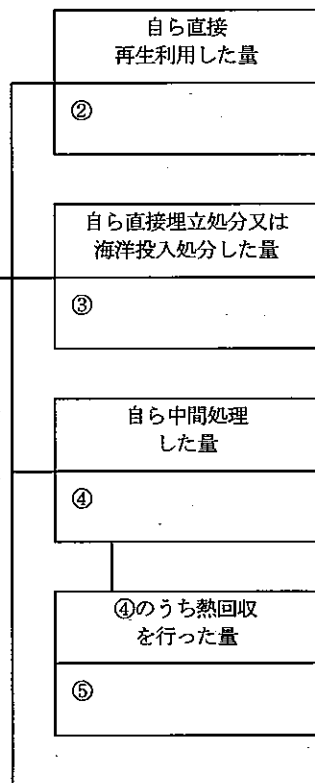 自ら直接
再生利用した量
②
自ら直接埋立処分又は
海洋投入処分した量
③
自ら中間処理
した量
④
④のうち熱回収
を行った量
⑤